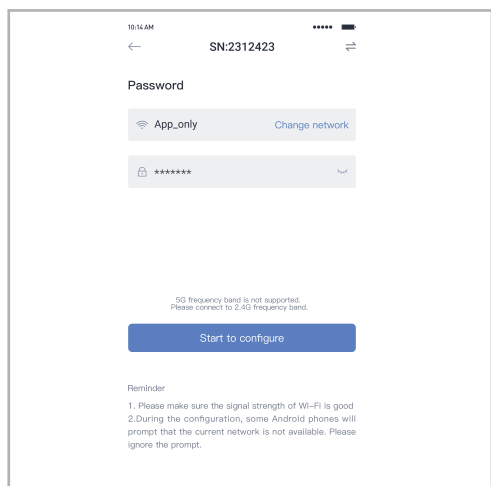 10:14 AM
SN:2312423
Password
App_only Change network
*******
5G frequency band is not supported.
Please connect to 2.4G frequency band.
Start to configure
Reminder
1. Please make sure the signal strength of Wi-Fi is good
2.During the configuration, some Android phones will
prompt that the current network is not available. Please
ignore the prompt.